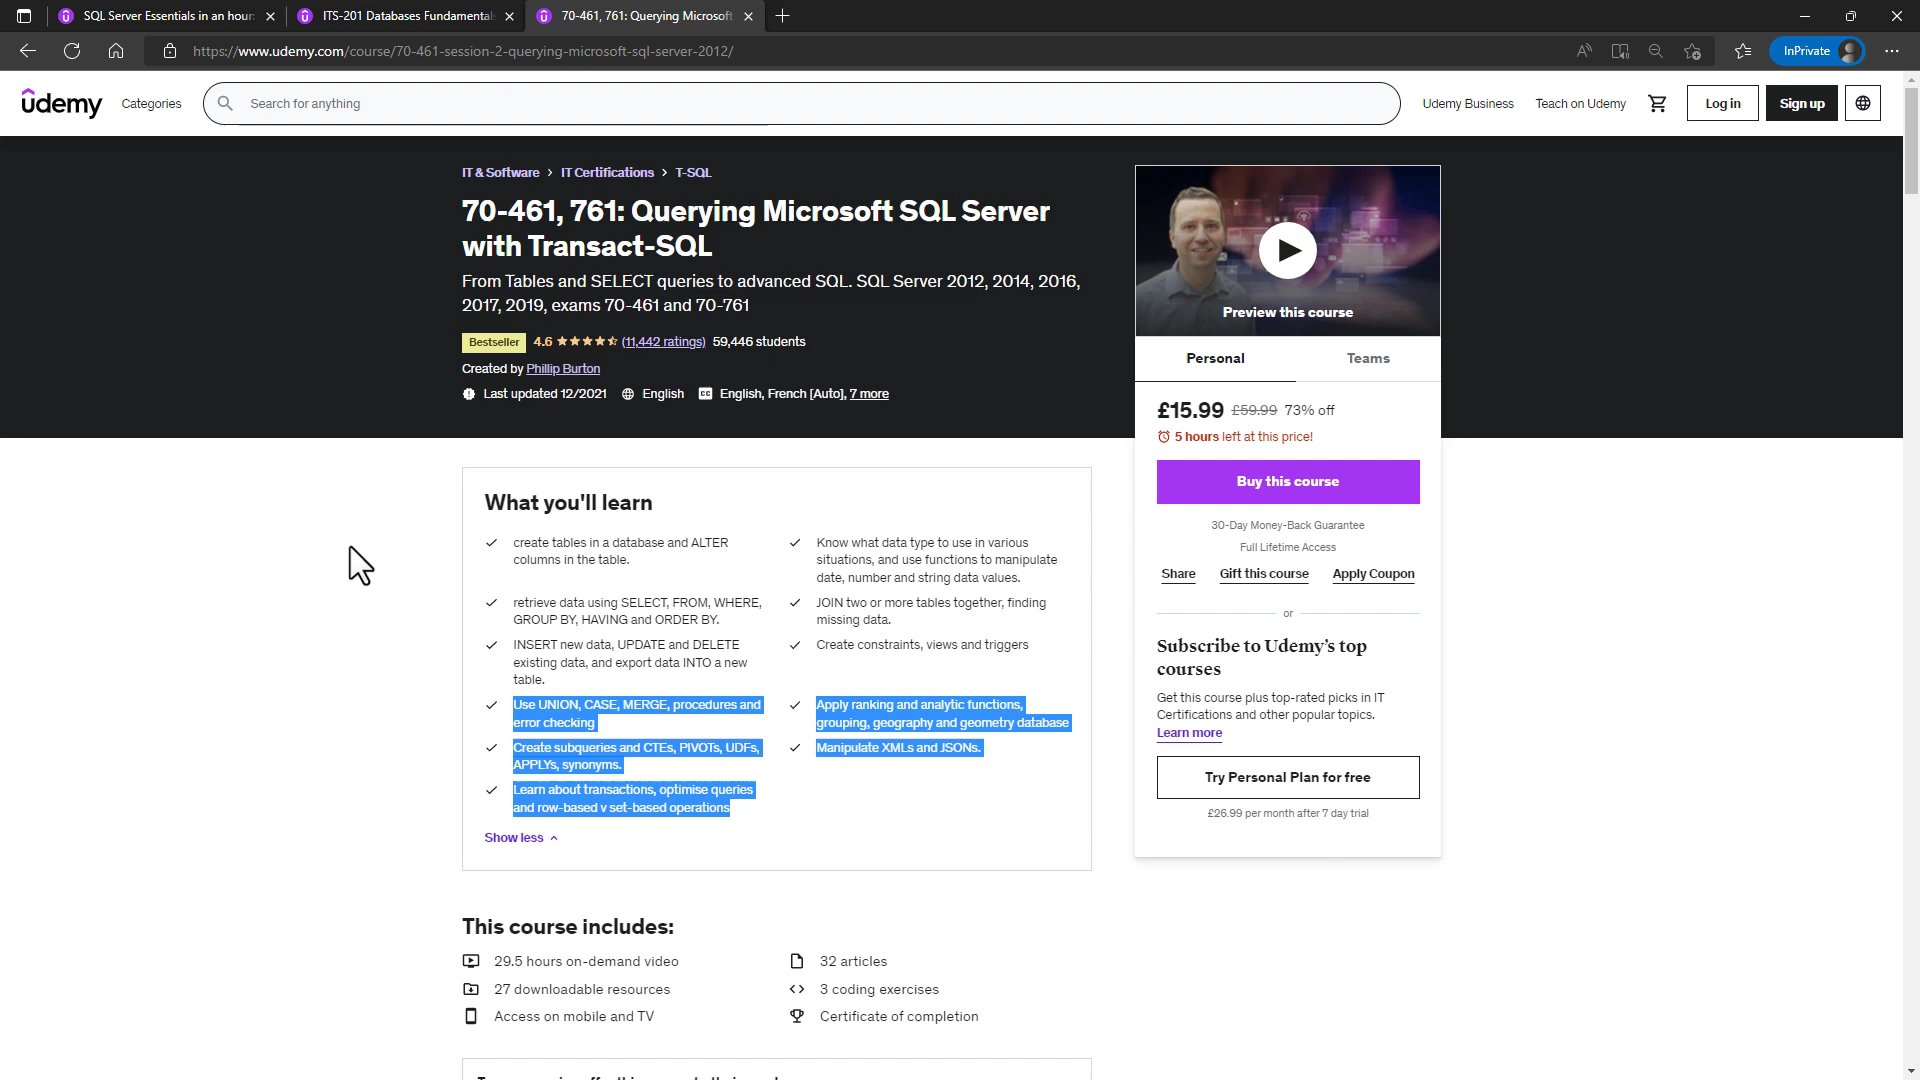 SQL Server Essentials in an hour:
ITS-201 Databases Fundamental
70-461, 761: Querying Microsoft
https://www.udemy.com/course/70-461-session-2-querying-microsoft-sql-server-2012/
InPrivate
udemy
Categories
Search for anything
Udemy Business
Teach on Udemy
Log in
Sign up
IT & Software > IT Certifications > T-SQL
70-461, 761: Querying Microsoft SQL Server
with Transact-SQL
From Tables and SELECT queries to advanced SQL. SQL Server 2012, 2014, 2016,
2017, 2019, exams 70-461 and 70-761
Bestseller 4.6 (11,442 ratings) 59,446 students
Created by Phillip Burton
Last updated 12/2021 English English, French [Auto], 7 more
Preview this course
Personal
Teams
£15.99 £59.99 73% off
5 hours left at this price!
Buy this course
30-Day Money-Back Guarantee
Full Lifetime Access
Share
Gift this course
Apply Coupon
or
Subscribe to Udemy's top
courses
Get this course plus top-rated picks in IT
Certifications and other popular topics.
Learn more
Try Personal Plan for free
£26.99 per month after 7 day trial
What you'll learn
create tables in a database and ALTER
columns in the table.
Know what data type to use in various
situations, and use functions to manipulate
date, number and string data values.
retrieve data using SELECT, FROM, WHERE,
GROUP BY, HAVING and ORDER BY.
JOIN two or more tables together, finding
missing data.
INSERT new data, UPDATE and DELETE
existing data, and export data INTO a new
table.
Create constraints, views and triggers
Use UNION, CASE, MERGE, procedures and
error checking
Apply ranking and analytic functions,
grouping, geography and geometry database
Create subqueries and CTEs, PIVOTs, UDFs,
APPLYs, synonyms.
Manipulate XMLs and JSONs.
Learn about transactions, optimise queries
and row-based v set-based operations
Show less
This course includes:
29.5 hours on-demand video
32 articles
27 downloadable resources
3 coding exercises
Access on mobile and TV
Certificate of completion